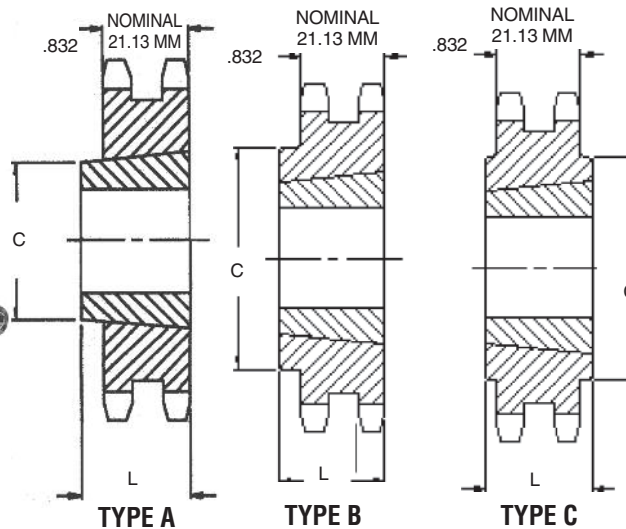 NOMINAL
.832 21.13 MM
C
L
TYPE A
NOMINAL
.832 21.13 MM
C
L
TYPE B
NOMINAL
.832 21.13 MM
L
TYPE C